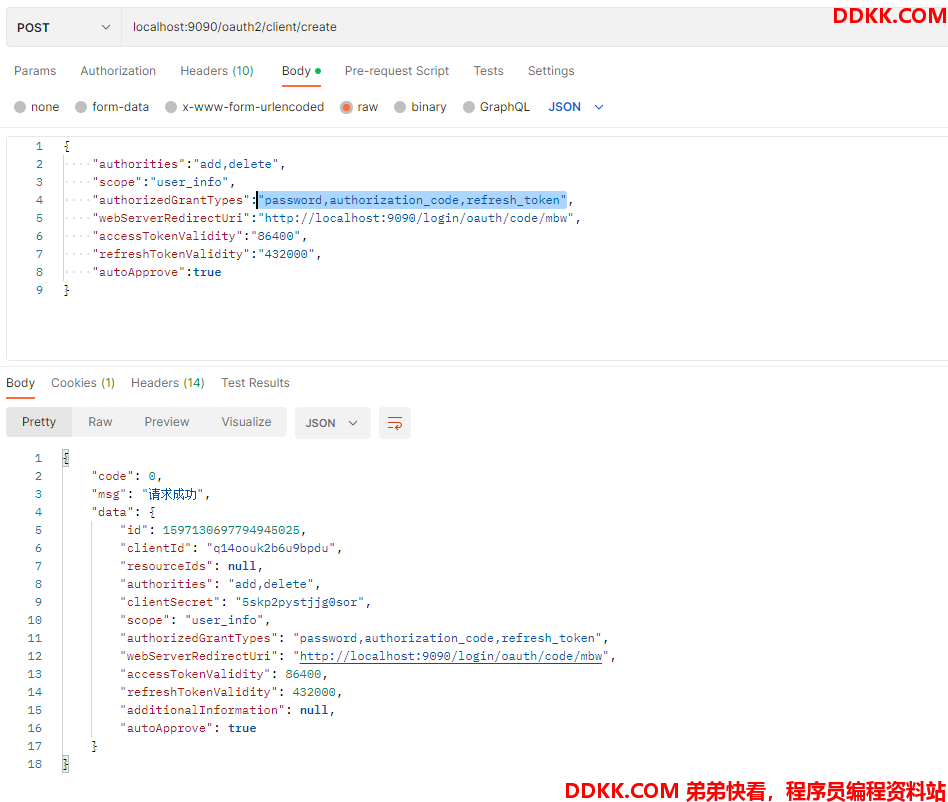 DDKK.COM
POST localhost:9090/oauth2/client/create
Params Authorization Headers (10) Body Pre-request Script Tests Settings
none form-data x-www-form-urlencoded raw binary GraphQL JSON
1 {
2 "authorities":"add,delete",
3 "scope":"user_info",
4 "authorizedGrantTypes":"password,authorization_code,refresh_token",
5 "webServerRedirectUri":"http://localhost:9090/login/oauth/code/mbw",
6 "accessTokenValidity":"86400",
7 "refreshTokenValidity":"432000",
8 "autoApprove":true
9 }
Body Cookies (1) Headers (14) Test Results
Pretty Raw Preview Visualize JSON
1 {
2 "code": 0,
3 "msg": "请求成功",
4 "data": {
5 "id": 1597130697794945025,
6 "clientId": "q14oouk2b6u9bpdu",
7 "resourceIds": null,
8 "authorities": "add,delete",
9 "clientSecret": "5skp2pystjjg0sor",
10 "scope": "user_info",
11 "authorizedGrantTypes": "password,authorization_code,refresh_token",
12 "webServerRedirectUri": "http://localhost:9090/login/oauth/code/mbw",
13 "accessTokenValidity": 86400,
14 "refreshTokenValidity": 432000,
15 "additionalInformation": null,
16 "autoApprove": true
17 }
18 }
DDKK.COM 弟弟快看，程序员编程资料站